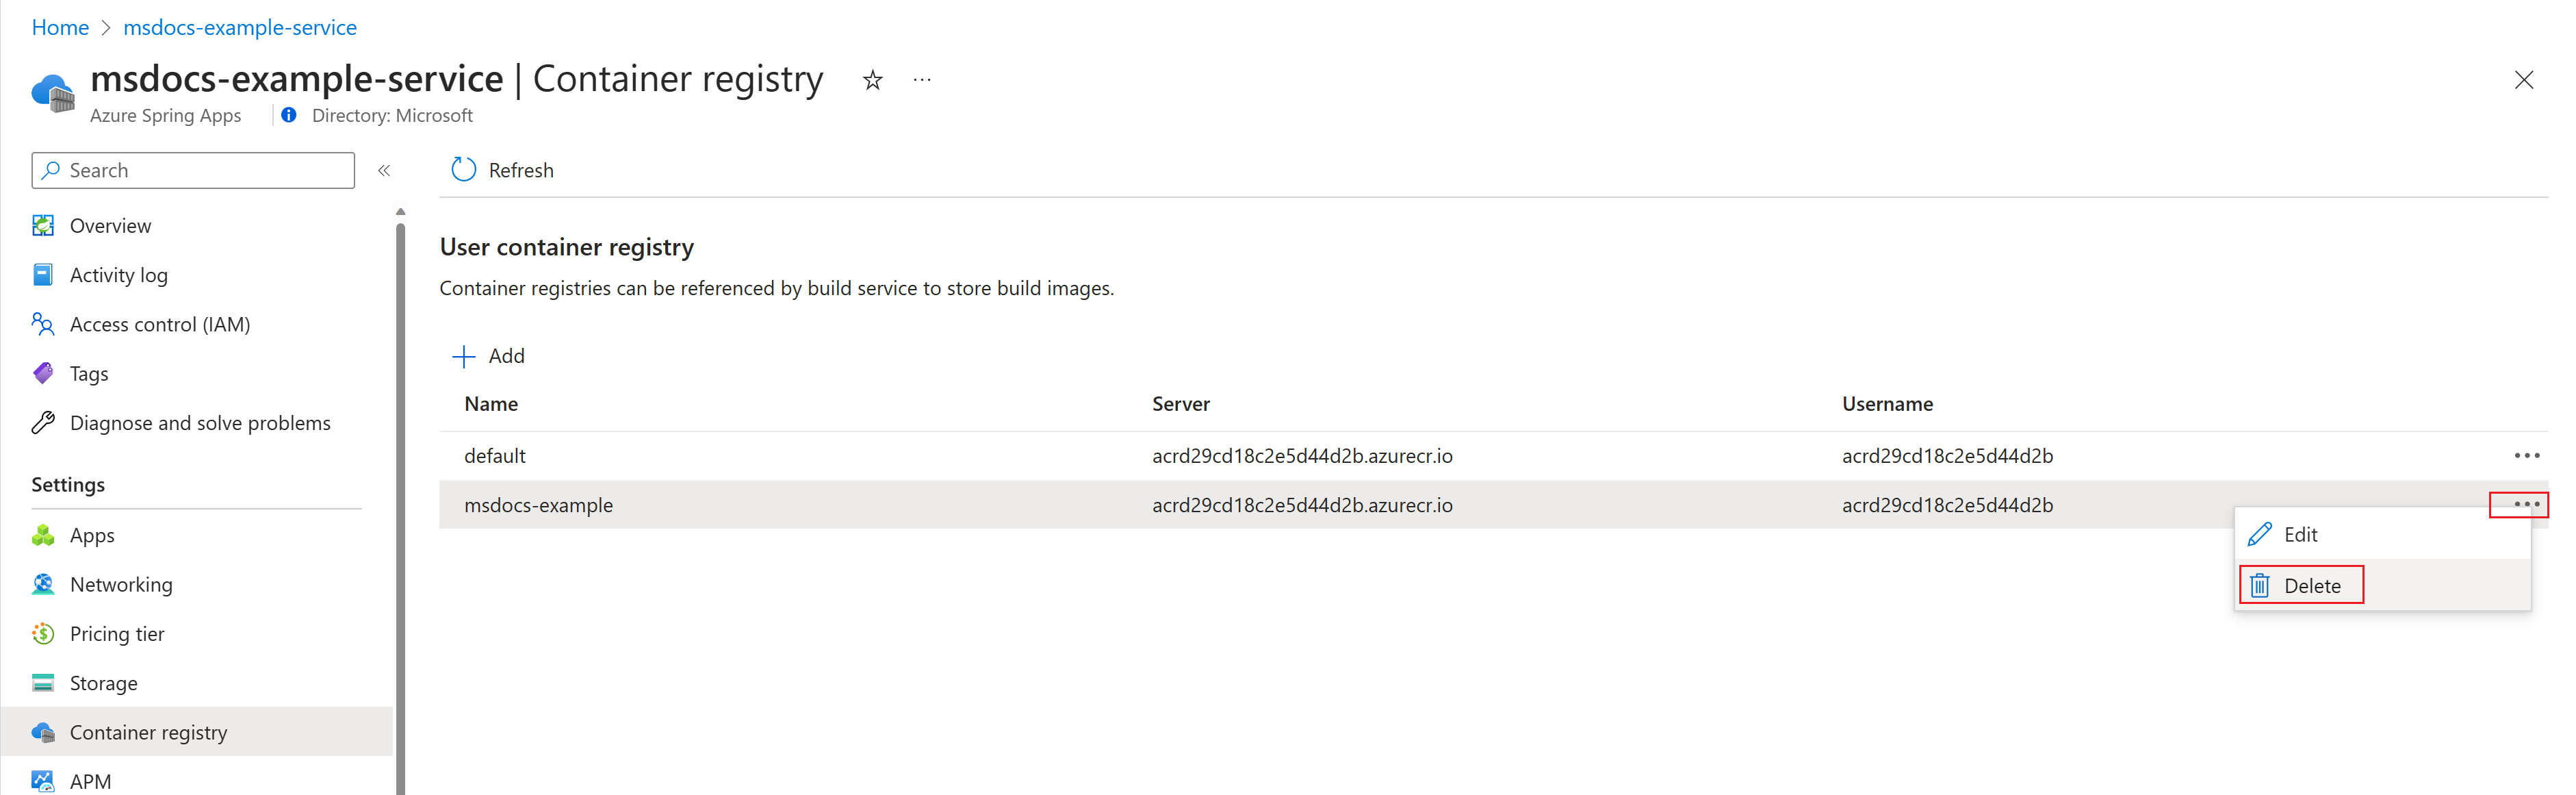 Home > msdocs-example-service
msdocs-example-service | Container registry
Azure Spring Apps
Directory: Microsoft
Search
Refresh
Overview
Activity log
Access control (IAM)
Tags
Diagnose and solve problems
Settings
Apps
Networking
Pricing tier
Storage
Container registry
APM
User container registry
Container registries can be referenced by build service to store build images.
Add
Name Server Username
default acrd29cd18c2e5d44d2b.azurecr.io acrd29cd18c2e5d44d2b
msdocs-example acrd29cd18c2e5d44d2b.azurecr.io acrd29cd18c2e5d44d2b
Edit
Delete